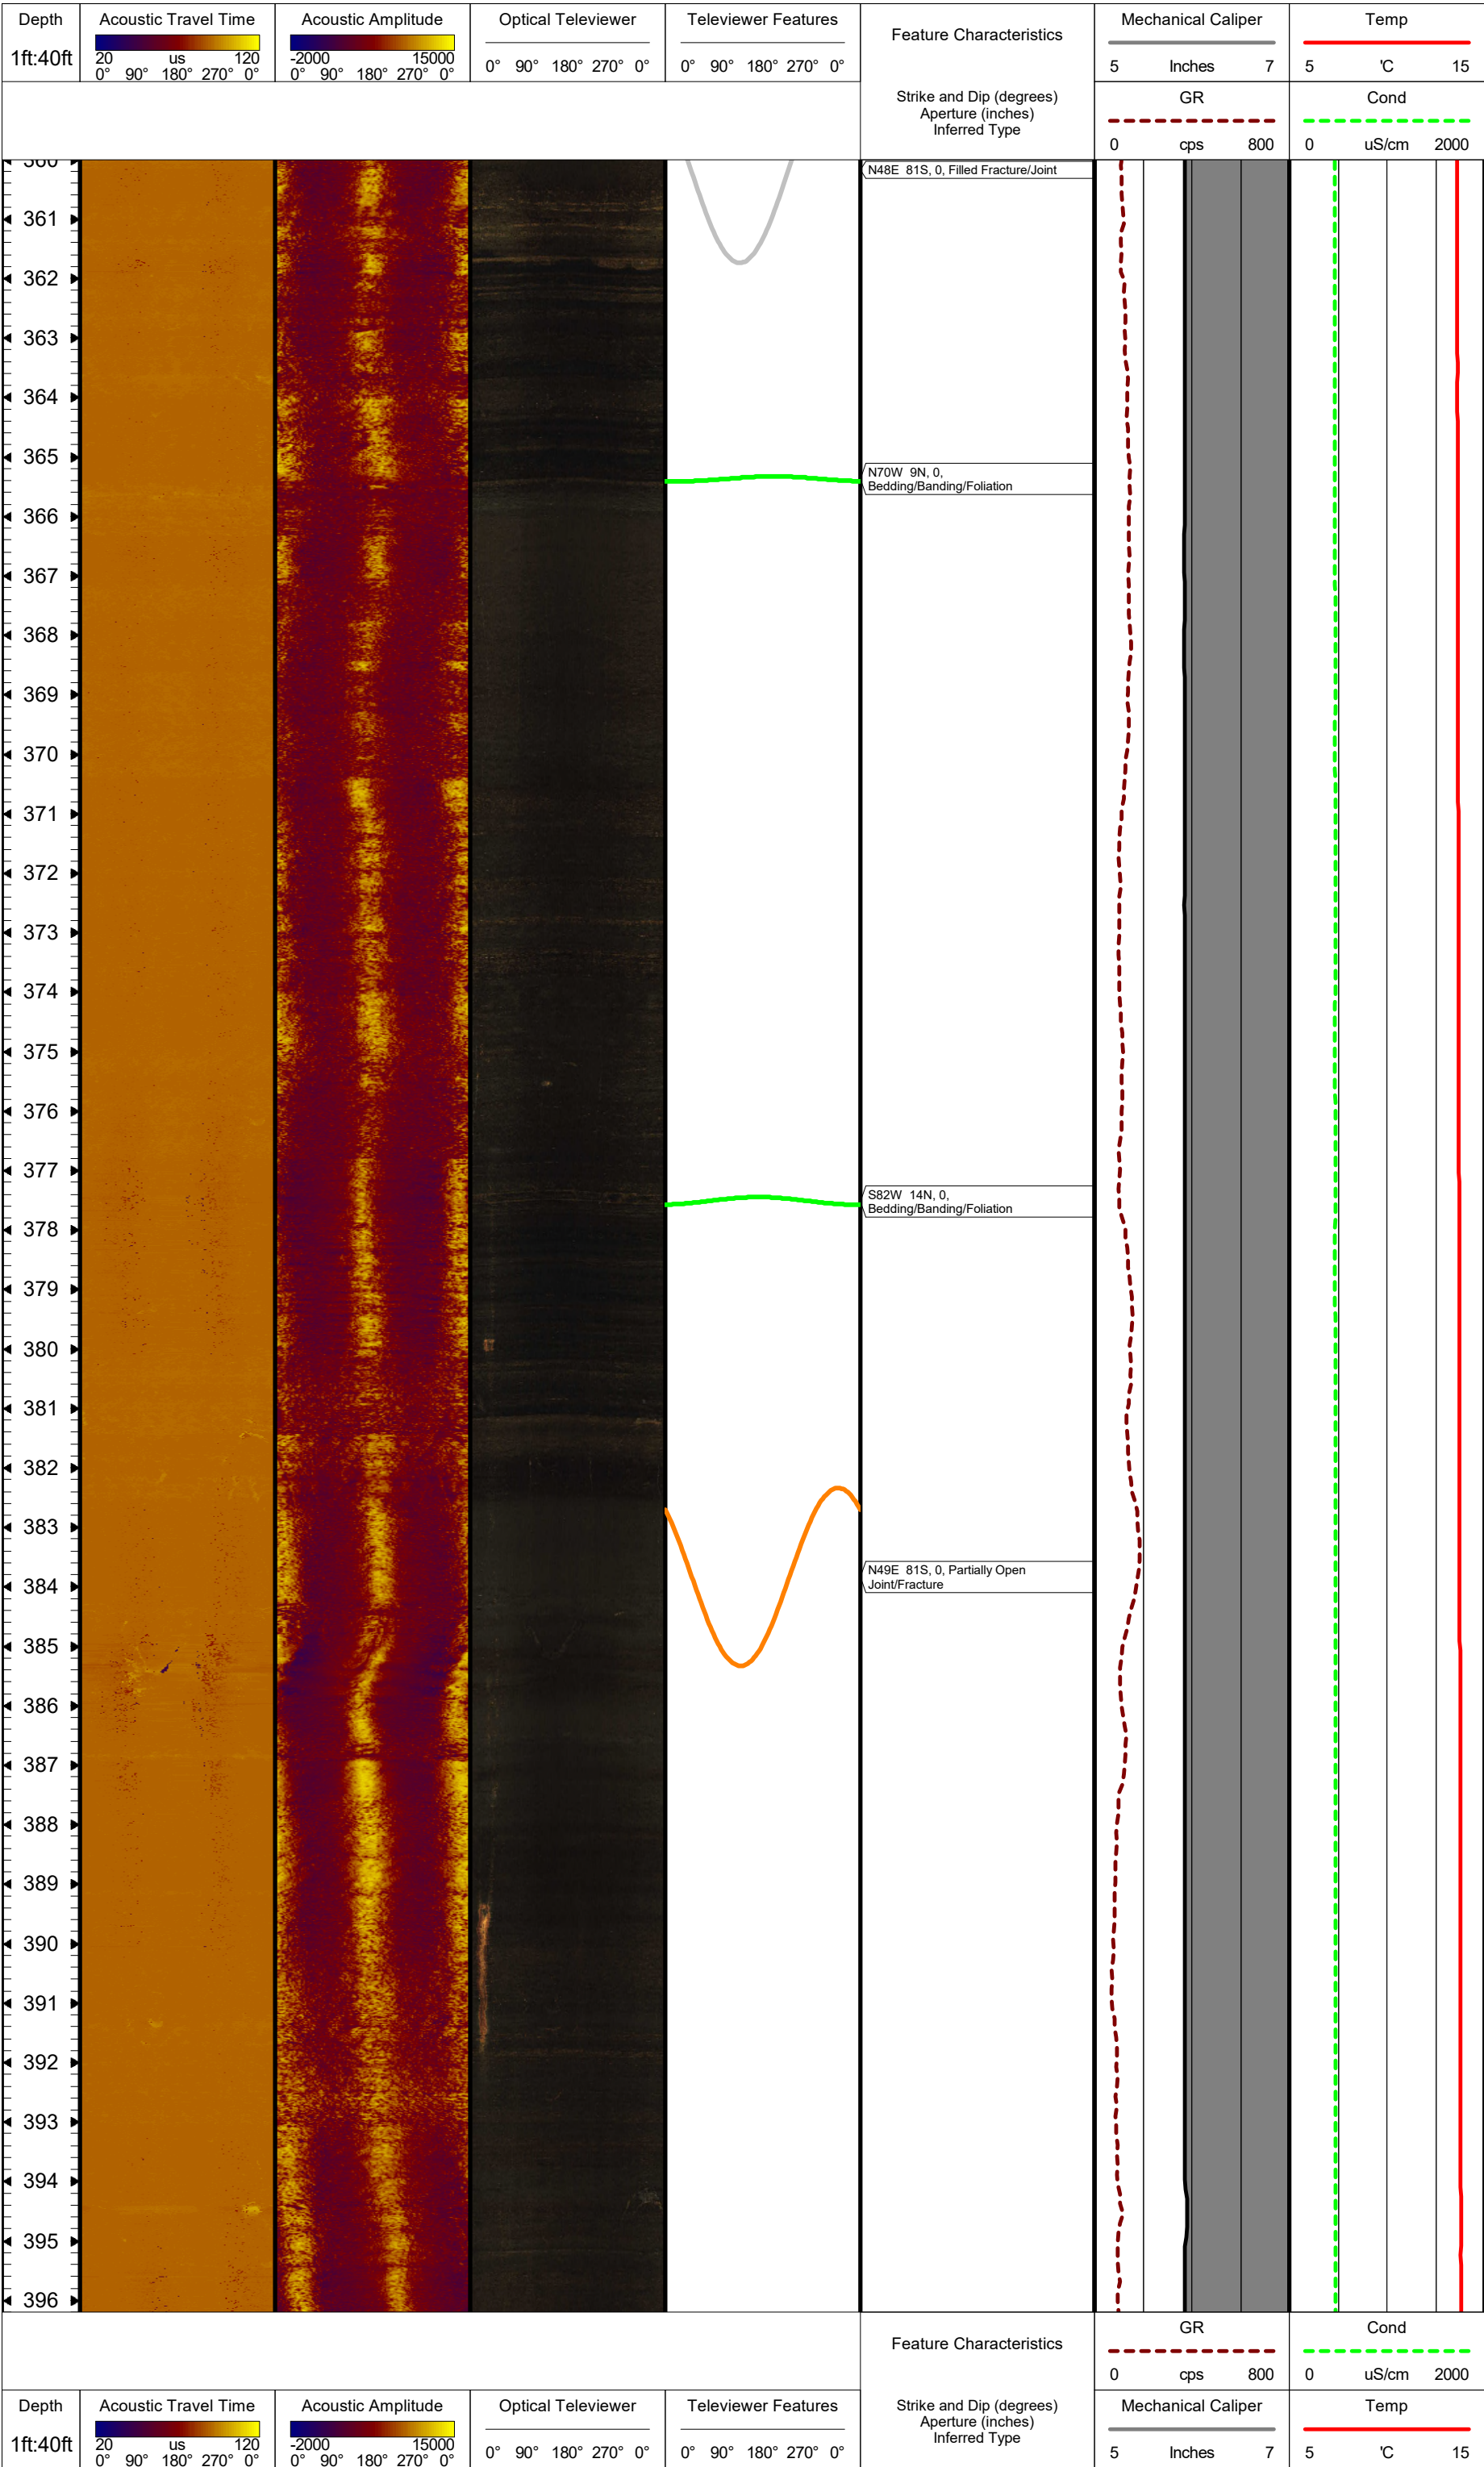 Depth
1ft:40ft
Acoustic Travel Time
20 us 120
0° 90° 180° 270° 0°
Acoustic Amplitude
-2000 15000
0° 90° 180° 270° 0°
Optical Televiewer
0° 90° 180° 270° 0°
Televiewer Features
0° 90° 180° 270° 0°
Feature Characteristics
Strike and Dip (degrees)
Aperture (inches)
Inferred Type
Mechanical Caliper
5 Inches 7
GR
0 cps 800
Temp
5 'C 15
Cond
0 uS/cm 2000
360
N48E 81S, 0, Filled Fracture/Joint
361
362
363
364
365
N70W 9N, 0,
Bedding/Banding/Foliation
366
367
368
369
370
371
372
373
374
375
376
377
S82W 14N, 0,
Bedding/Banding/Foliation
378
379
380
381
382
383
N49E 81S, 0, Partially Open
Joint/Fracture
384
385
386
387
388
389
390
391
392
393
394
395
396
Depth
1ft:40ft
Acoustic Travel Time
20 us 120
0° 90° 180° 270° 0°
Acoustic Amplitude
-2000 15000
0° 90° 180° 270° 0°
Optical Televiewer
0° 90° 180° 270° 0°
Televiewer Features
0° 90° 180° 270° 0°
Feature Characteristics
Strike and Dip (degrees)
Aperture (inches)
Inferred Type
GR
0 cps 800
Mechanical Caliper
5 Inches 7
Cond
0 uS/cm 2000
Temp
5 'C 15